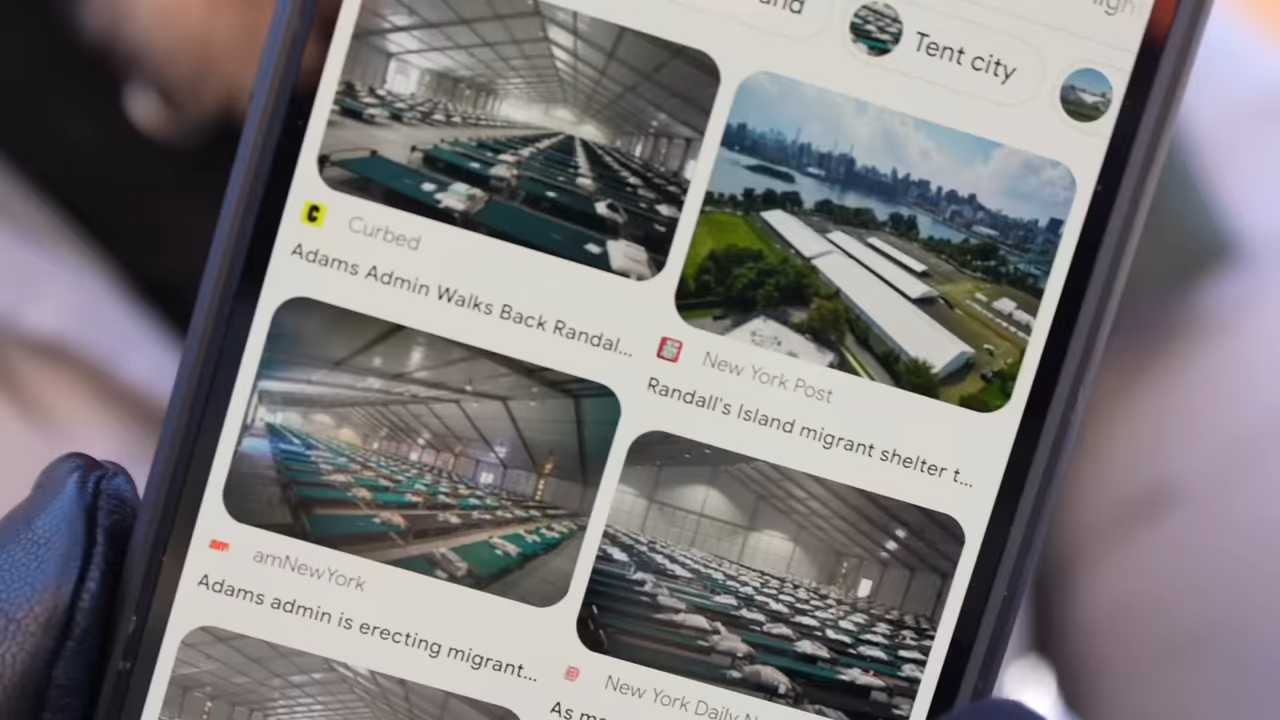 Tent city
Curbed
Adams Admin Walks Back Randal...
New York Post
Randall's Island migrant shelter t...
amNewYork
Adams admin is erecting migrant...
New York Daily
As